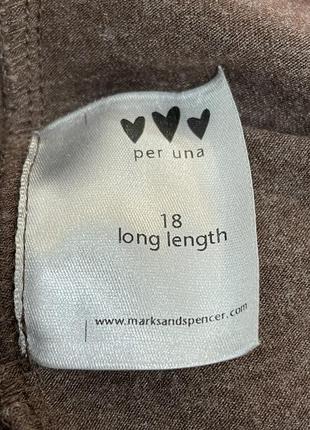 per una
18
long length
www.marksandspencer.com